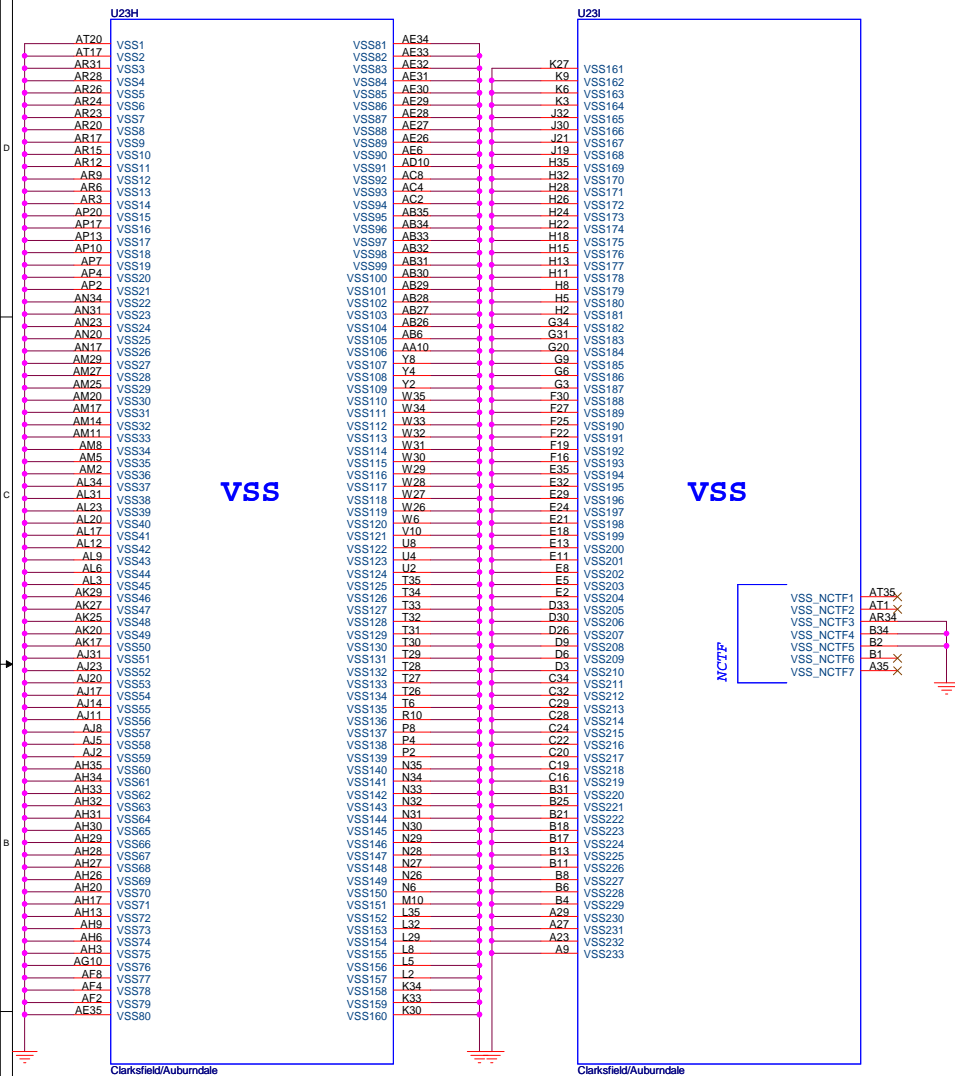 U23H
AT20 VSS1 VSS81 AE34
AT17 VSS2 VSS82 AE33
AR31 VSS3 VSS83 AE32
AR28 VSS4 VSS84 AE31
AR26 VSS5 VSS85 AE30
AR24 VSS6 VSS86 AE29
AR23 VSS7 VSS87 AE28
AR20 VSS8 VSS88 AE27
AR17 VSS9 VSS89 AE26
AR15 VSS10 VSS90 AE6
AR12 VSS11 VSS91 AD10
AR9 VSS12 VSS92 AC8
AR6 VSS13 VSS93 AC4
AR3 VSS14 VSS94 AC2
AP20 VSS15 VSS95 AB35
AP17 VSS16 VSS96 AB34
AP13 VSS17 VSS97 AB33
AP10 VSS18 VSS98 AB32
AP7 VSS19 VSS99 AB31
AP4 VSS20 VSS100 AB30
AP2 VSS21 VSS101 AB29
AN34 VSS22 VSS102 AB28
AN31 VSS23 VSS103 AB27
AN23 VSS24 VSS104 AB26
AN20 VSS25 VSS105 AB6
AN17 VSS26 VSS106 AA10
AM29 VSS27 VSS107 Y8
AM27 VSS28 VSS108 Y4
AM25 VSS29 VSS109 Y2
AM20 VSS30 VSS110 W35
AM17 VSS31 VSS111 W34
AM14 VSS32 VSS112 W33
AM11 VSS33 VSS113 W32
AM8 VSS34 VSS114 W31
AM5 VSS35 VSS115 W30
AM2 VSS36 VSS116 W29
AL34 VSS37 VSS117 W28
AL31 VSS38 VSS118 W27
AL23 VSS39 VSS119 W26
AL20 VSS40 VSS120 W6
AL17 VSS41 VSS121 V10
AL12 VSS42 VSS122 U8
AL9 VSS43 VSS123 U4
AL6 VSS44 VSS124 U2
AL3 VSS45 VSS125 T35
AK29 VSS46 VSS126 T34
AK27 VSS47 VSS127 T33
AK25 VSS48 VSS128 T32
AK20 VSS49 VSS129 T31
AK17 VSS50 VSS130 T30
AJ31 VSS51 VSS131 T29
AJ23 VSS52 VSS132 T28
AJ20 VSS53 VSS133 T27
AJ17 VSS54 VSS134 T26
AJ14 VSS55 VSS135 T6
AJ11 VSS56 VSS136 R10
AJ8 VSS57 VSS137 P8
AJ5 VSS58 VSS138 P4
AJ2 VSS59 VSS139 P2
AH35 VSS60 VSS140 N35
AH34 VSS61 VSS141 N34
AH33 VSS62 VSS142 N33
AH32 VSS63 VSS143 N32
AH31 VSS64 VSS144 N31
AH30 VSS65 VSS145 N30
AH29 VSS66 VSS146 N29
AH28 VSS67 VSS147 N28
AH27 VSS68 VSS148 N27
AH26 VSS69 VSS149 N26
AH20 VSS70 VSS150 N6
AH17 VSS71 VSS151 M10
AH13 VSS72 VSS152 L35
AH9 VSS73 VSS153 L32
AH6 VSS74 VSS154 L29
AH3 VSS75 VSS155 L8
AG10 VSS76 VSS156 L5
AF8 VSS77 VSS157 L2
AF4 VSS78 VSS158 K34
AF2 VSS79 VSS159 K33
AE35 VSS80 VSS160 K30
VSS
Clarksfield/Auburndale
U23I
K27 VSS161
K9 VSS162
K6 VSS163
K3 VSS164
J32 VSS165
J30 VSS166
J21 VSS167
J19 VSS168
H35 VSS169
H32 VSS170
H28 VSS171
H26 VSS172
H24 VSS173
H22 VSS174
H18 VSS175
H15 VSS176
H13 VSS177
H11 VSS178
H8 VSS179
H5 VSS180
H2 VSS181
G34 VSS182
G31 VSS183
G20 VSS184
G9 VSS185
G6 VSS186
G3 VSS187
F30 VSS188
F27 VSS189
F25 VSS190
F22 VSS191
F19 VSS192
F16 VSS193
E35 VSS194
E32 VSS195
E29 VSS196
E24 VSS197
E21 VSS198
E18 VSS199
E13 VSS200
E11 VSS201
E8 VSS202
E5 VSS203
E2 VSS204
D33 VSS205
D30 VSS206
D26 VSS207
D9 VSS208
D6 VSS209
D3 VSS210
C34 VSS211
C32 VSS212
C29 VSS213
C28 VSS214
C24 VSS215
C22 VSS216
C20 VSS217
C19 VSS218
C16 VSS219
B31 VSS220
B25 VSS221
B21 VSS222
B18 VSS223
B17 VSS224
B13 VSS225
B11 VSS226
B8 VSS227
B6 VSS228
B4 VSS229
A29 VSS230
A27 VSS231
A23 VSS232
A9 VSS233
VSS
NCTF
VSS_NCTF1 AT35
VSS_NCTF2 AT1
VSS_NCTF3 AR34
VSS_NCTF4 B34
VSS_NCTF5 B2
VSS_NCTF6 B1
VSS_NCTF7 A35
Clarksfield/Auburndale
D
C
B